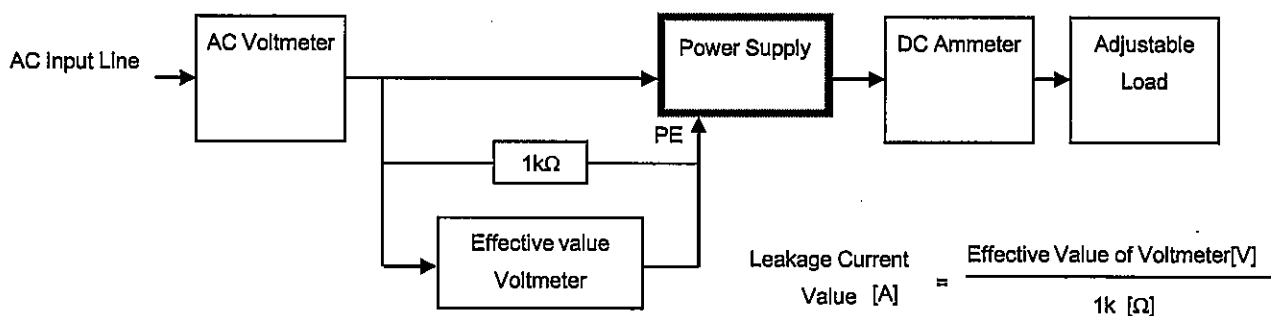 AC Input Line
AC Voltmeter
Power Supply
DC Ammeter
Adjustable
Load
PE
1kΩ
Effective value
Voltmeter
Leakage Current
Value [A]
=
Effective Value of Voltmeter[V]
1k [Ω]